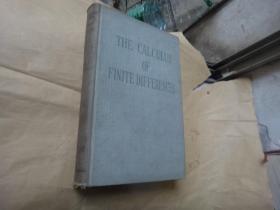 THE CALCULUS
OF
FINITE DIFFERENCES